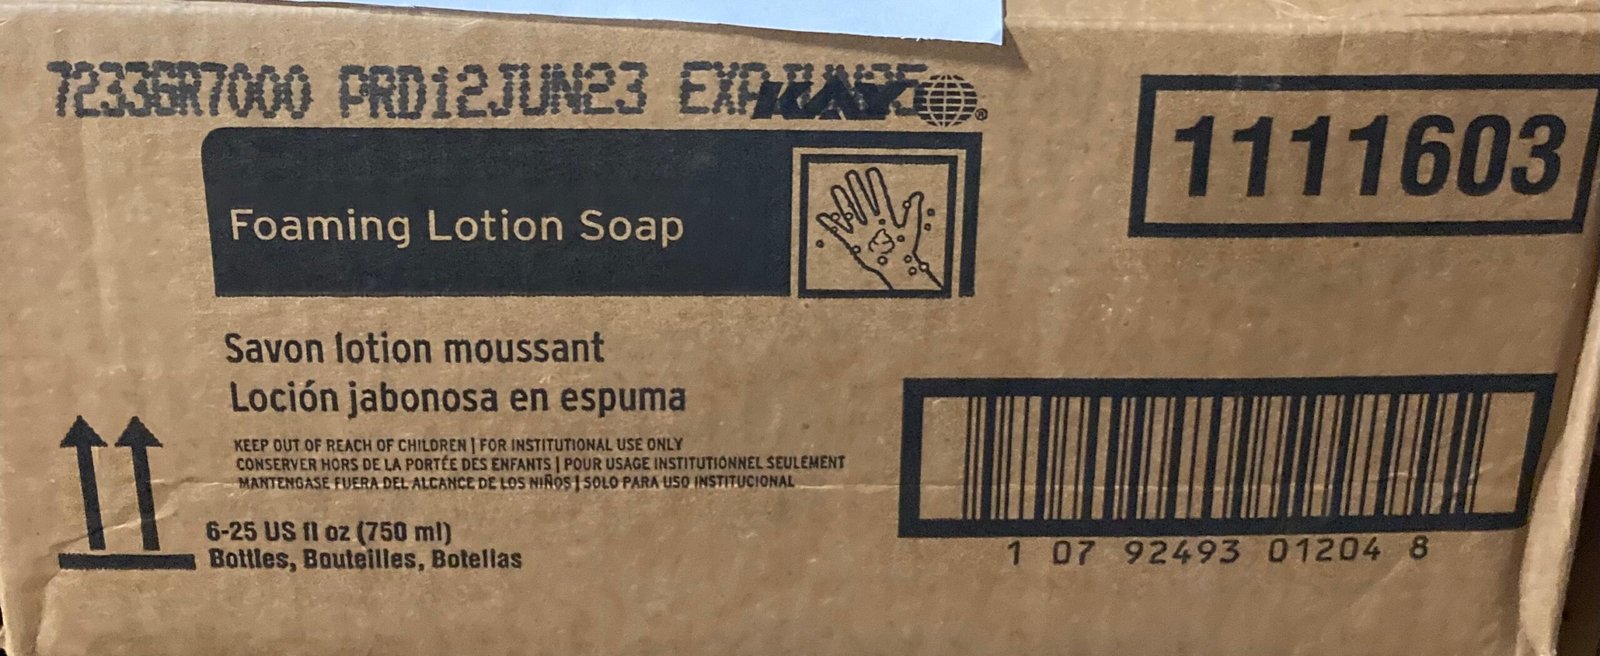 7233GR7000 PRD12JUN23 EXPJUN25
KAY ®
1111603
Foaming Lotion Soap
Savon lotion moussant
Loción jabonosa en espuma
KEEP OUT OF REACH OF CHILDREN | FOR INSTITUTIONAL USE ONLY
CONSERVER HORS DE LA PORTÉE DES ENFANTS | POUR USAGE INSTITUTIONNEL SEULEMENT
MANTENGASE FUERA DEL ALCANCE DE LOS NIÑOS | SOLO PARA USO INSTITUCIONAL
6-25 US fl oz (750 ml)
Bottles, Bouteilles, Botellas
1 07 92493 01204 8